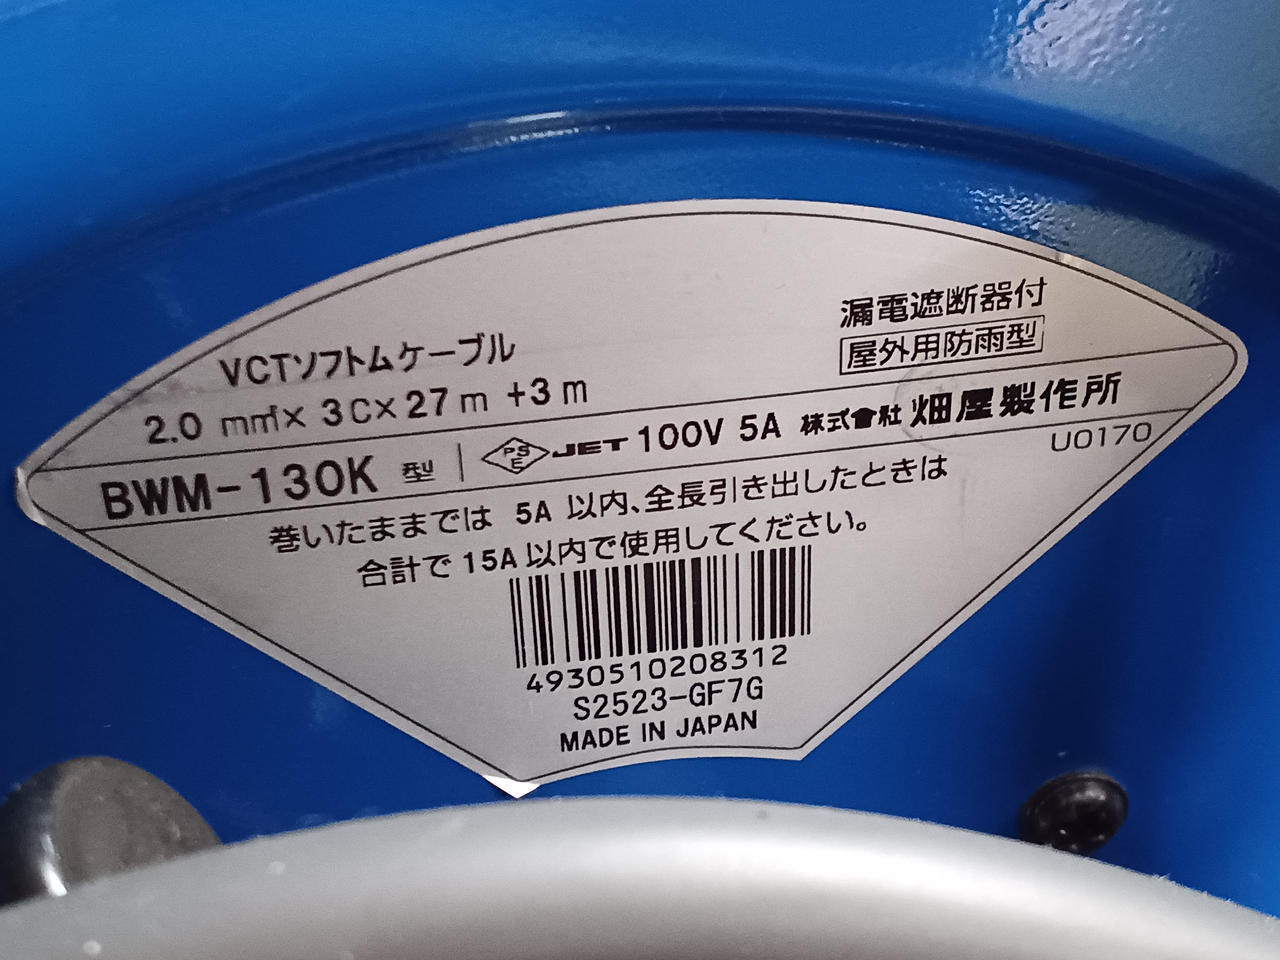 VCTソフトムケーブル
2.0 m㎡× 3C×27m +3m
漏電遮断器付
屋外用防雨型
BWM-130K 型 PSE JET 100V 5A 株式會社 畑屋製作所
U0170
巻いたままでは 5A 以内、全長引き出したときは
合計で 15A 以内で使用してください。
4930510208312
S2523-GF7G
MADE IN JAPAN